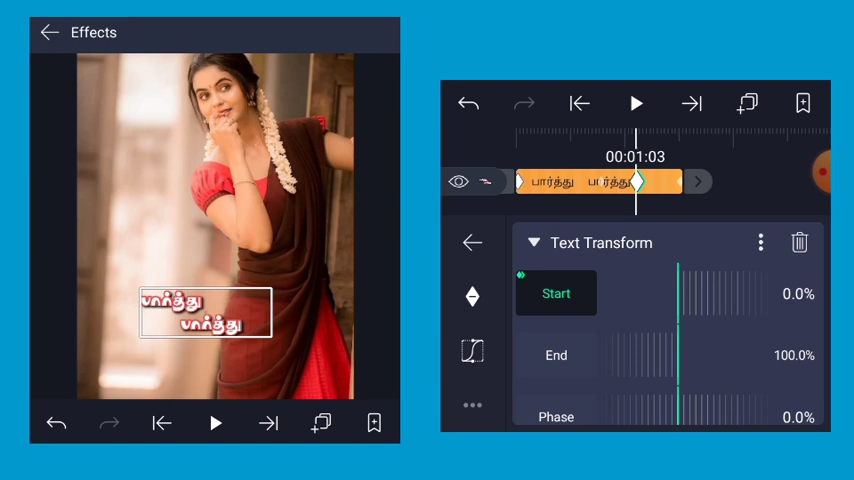 Effects
பார்த்து
பார்த்து
00:01:03
பார்த்து பார்த்து
Text Transform
Start 0.0%
End 100.0%
Phase 0.0%